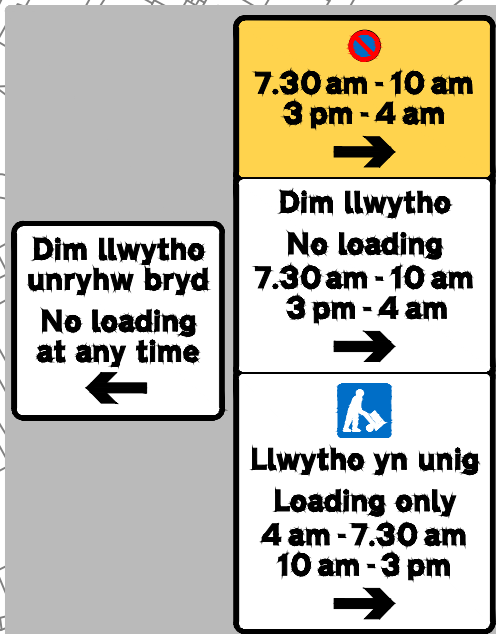 Dim llwytho
unryhw bryd
No loading
at any time
7.30 am - 10 am
3 pm - 4 am
Dim llwytho
No loading
7.30 am - 10 am
3 pm - 4 am
Llwytho yn unig
Loading only
4 am - 7.30 am
10 am - 3 pm